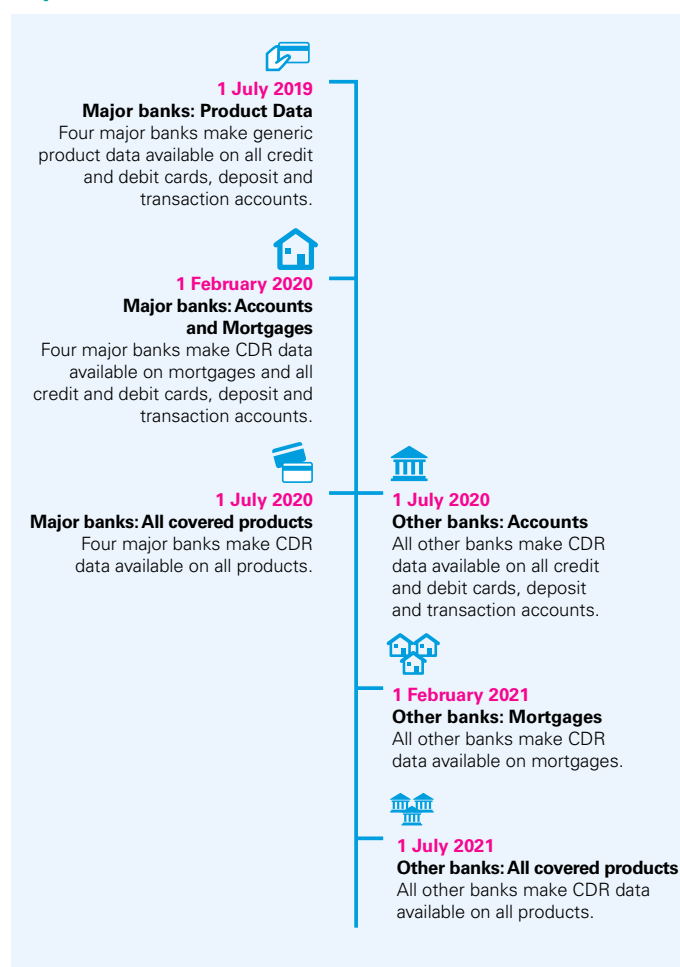 1 July 2019
Major banks: Product Data
Four major banks make generic
product data available on all credit
and debit cards, deposit and
transaction accounts.
1 February 2020
Major banks: Accounts
and Mortgages
Four major banks make CDR data
available on mortgages and all
credit and debit cards, deposit and
transaction accounts.
1 July 2020
Major banks: All covered products
Four major banks make CDR
data available on all products.
1 July 2020
Other banks: Accounts
All other banks make CDR
data available on all credit
and debit cards, deposit
and transaction accounts.
1 February 2021
Other banks: Mortgages
All other banks make CDR
data available on mortgages.
1 July 2021
Other banks: All covered products
All other banks make CDR data
available on all products.